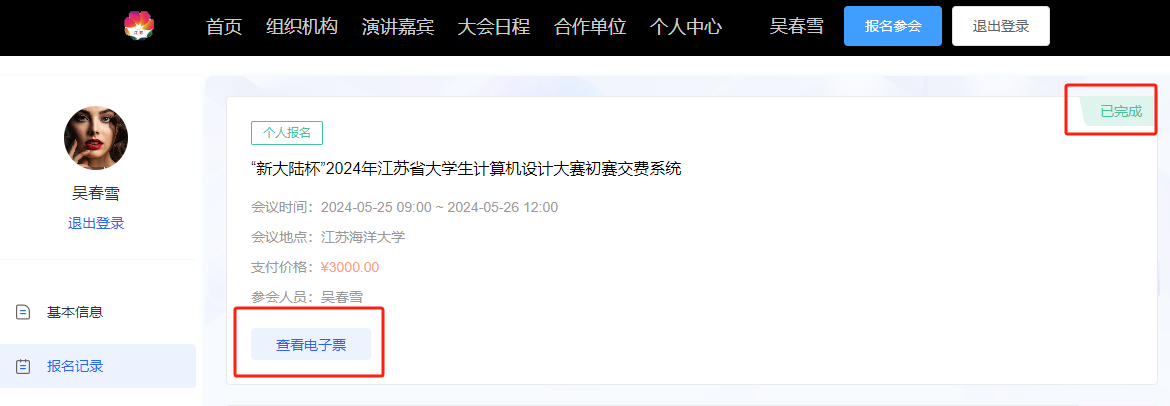 首页 组织机构 演讲嘉宾 大会日程 合作单位 个人中心 吴春雪 报名参会 退出登录
吴春雪
退出登录
基本信息
报名记录
已完成
个人报名
“新大陆杯”2024年江苏省大学生计算机设计大赛初赛交费系统
会议时间：2024-05-25 09:00 ~ 2024-05-26 12:00
会议地点：江苏海洋大学
支付价格：¥3000.00
参会人员：吴春雪
查看电子票